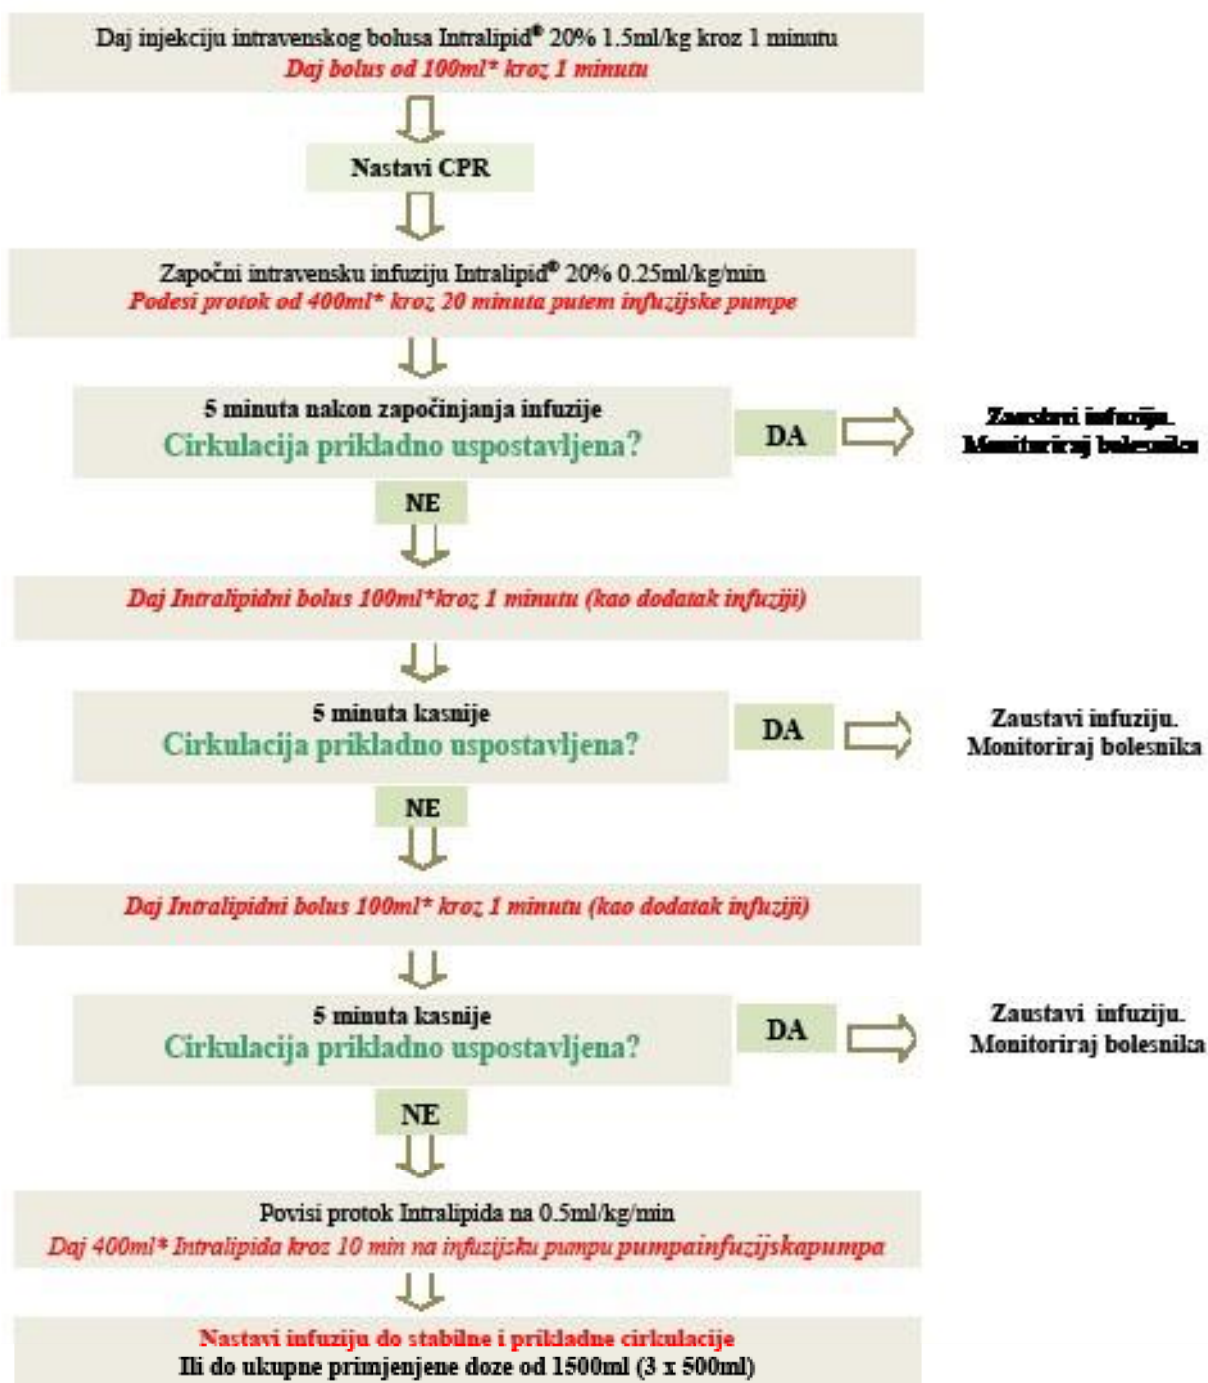 Daj injekciju intravenskog bolusa Intralipid® 20% 1.5ml/kg kroz 1 minutu
Daj bolus od 100ml* kroz 1 minutu
Nastavi CPR
Započni intravensku infuziju Intralipid® 20% 0.25ml/kg/min
Podesi protok od 400ml* kroz 20 minuta putem infuzijske pumpe
5 minuta nakon započinjanja infuzije
Cirkulacija prikladno uspostavljena?
DA
Zaustavi infuziju.
Monitoriraj bolesnika
NE
Daj Intralipidni bolus 100ml*kroz 1 minutu (kao dodatak infuziji)
5 minuta kasnije
Cirkulacija prikladno uspostavljena?
DA
Zaustavi infuziju.
Monitoriraj bolesnika
NE
Daj Intralipidni bolus 100ml* kroz 1 minutu (kao dodatak infuziji)
5 minuta kasnije
Cirkulacija prikladno uspostavljena?
DA
Zaustavi infuziju.
Monitoriraj bolesnika
NE
Povisi protok Intralipida na 0.5ml/kg/min
Daj 400ml* Intralipida kroz 10 min na infuzijsku pumpu pumpainfuzijskapumpa
Nastavi infuziju do stabilne i prikladne cirkulacije
Ili do ukupne primjenjene doze od 1500ml (3 x 500ml)